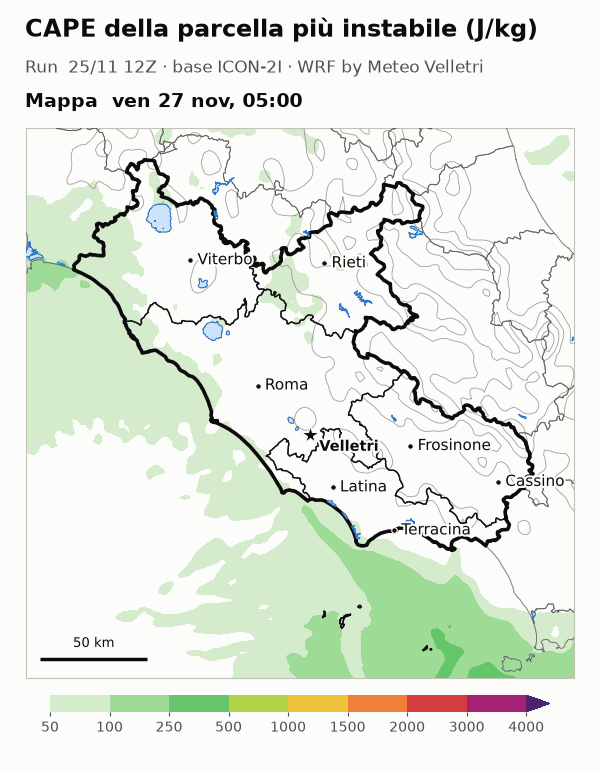 CAPE della parcella più instabile (J/kg)
Run  25/11 12Z · base ICON-2I · WRF by Meteo Velletri
Mappa  ven 27 nov, 05:00
Viterbo
Rieti
Roma
Velletri
Frosinone
Cassino
Latina
Terracina
50 km
50 100 250 500 1000 1500 2000 3000 4000